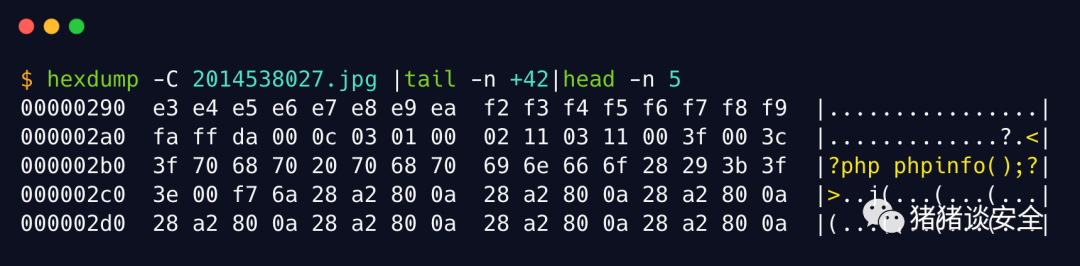 $ hexdump -C 2014538027.jpg |tail -n +42|head -n 5
00000290  e3 e4 e5 e6 e7 e8 e9 ea  f2 f3 f4 f5 f6 f7 f8 f9  |................|
000002a0  fa ff da 00 0c 03 01 00  02 11 03 11 00 3f 00 3c  |.............?.<|
000002b0  3f 70 68 70 20 70 68 70  69 6e 66 6f 28 29 3b 3f  |?php phpinfo();?|
000002c0  3e 00 f7 6a 28 a2 80 0a  28 a2 80 0a 28 a2 80 0a  |>..j(...(...(...|
000002d0  28 a2 80 0a 28 a2 80 0a  28 a2 80 0a 28 a2 80 0a  |(...(...(...(...|
猪猪谈安全